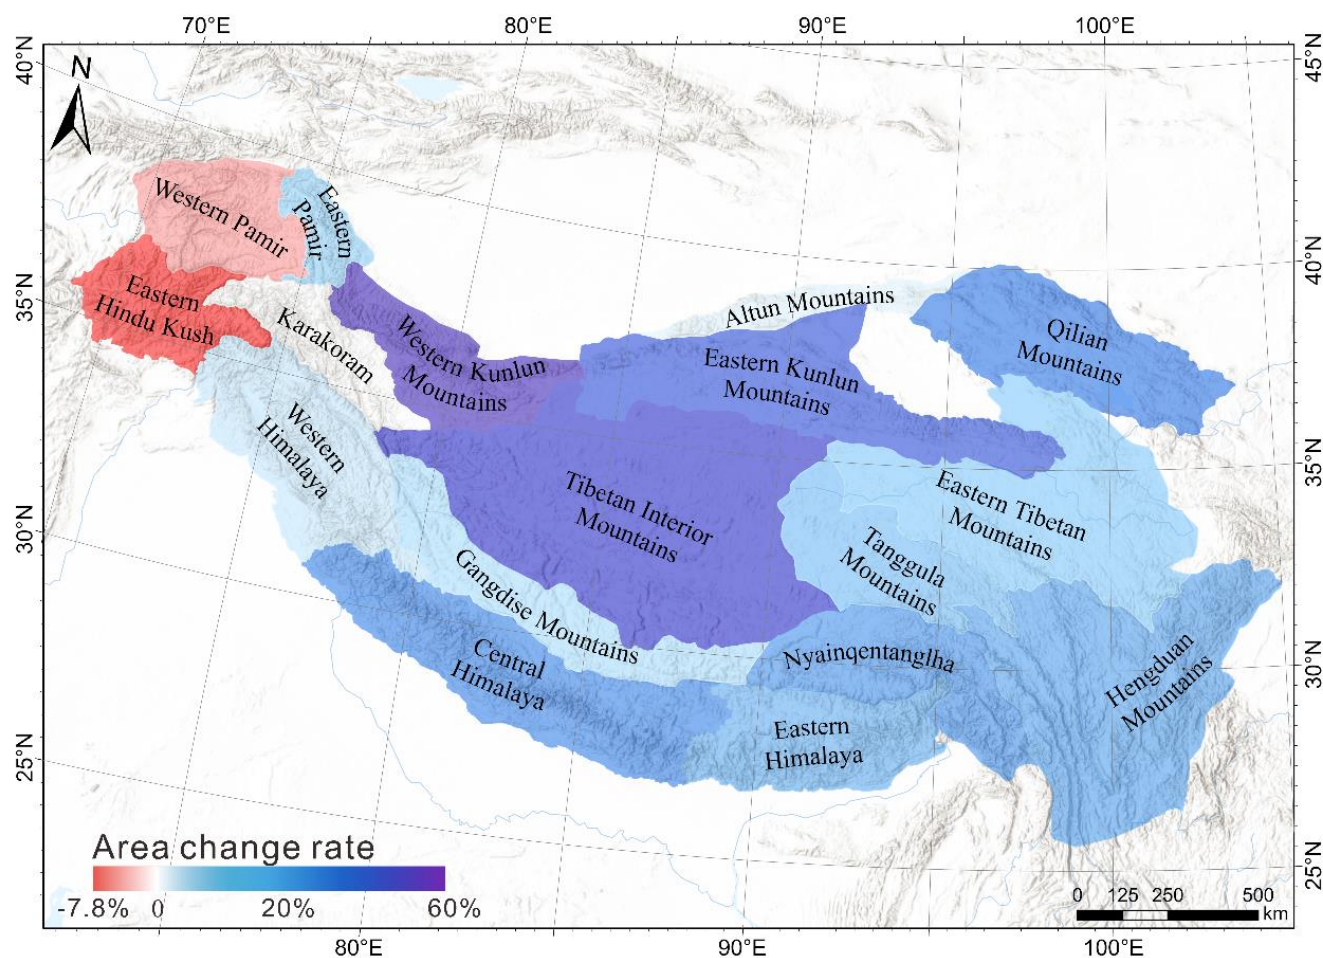 70°E
80°E
90°E
100°E
40°N
N
45°N
Western Pamir
Eastern
Pamir
40°N
35°N
Eastern
Hindu Kush
Karakoram
Western Kunlun
Mountains
Altun Mountains
Eastern Kunlun
Mountains
Qilian
Mountains
35°N
Western
Himalaya
Tibetan Interior
Mountains
Eastern Tibetan
Mountains
Tanggula
Mountains
30°N
Gangdise Mountains
Central
Himalaya
Nyainqentanglha
Hengduan
Mountains
30°N
Eastern
Himalaya
25°N
25°N
Area change rate
-7.8% 0 20% 60%
0 125 250 500
km
80°E
90°E
100°E